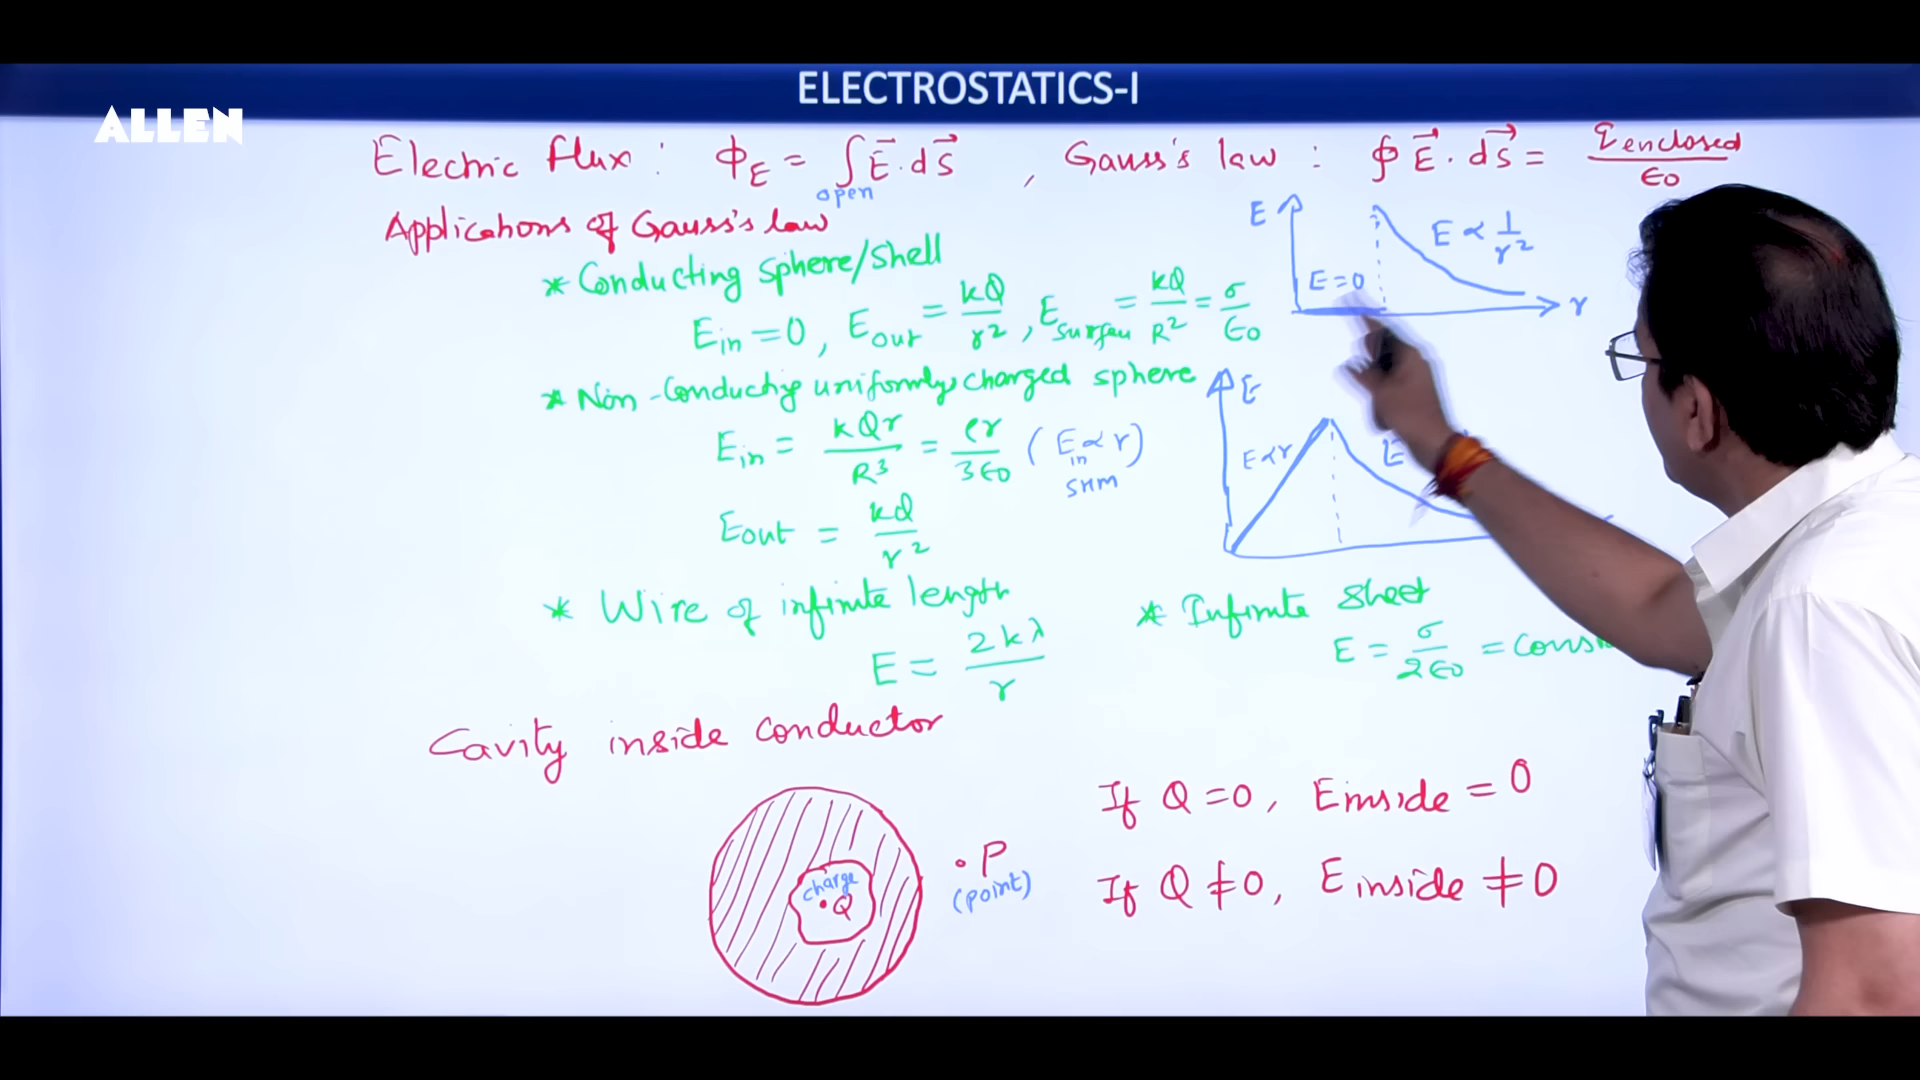 ELECTROSTATICS-I
ALLEN
Electric flux : ΦE = ∫open E⃗ · dS⃗ , Gauss's law : ∮ E⃗ · dS⃗ = qenclosed / ϵ0
Applications of Gauss's law
* Conducting sphere/shell
Ein = 0 , Eout = kQ / r² , Esurface = kQ / R² = σ / ϵ0
E
E = 0
E ∝ 1 / r²
r
* Non-Conducting uniformly charged sphere
Ein = kQr / R³ = ρr / 3ϵ0 ( Ein ∝ r )
SHM
Eout = kQ / r²
E
E ∝ r
E
* Wire of infinite length
E = 2kλ / r
* Infinite sheet
E = σ / 2ϵ0 =
Cavity inside conductor
charge
• Q
• P
(point)
If Q = 0 , Einside = 0
If Q ≠ 0 , Einside ≠ 0